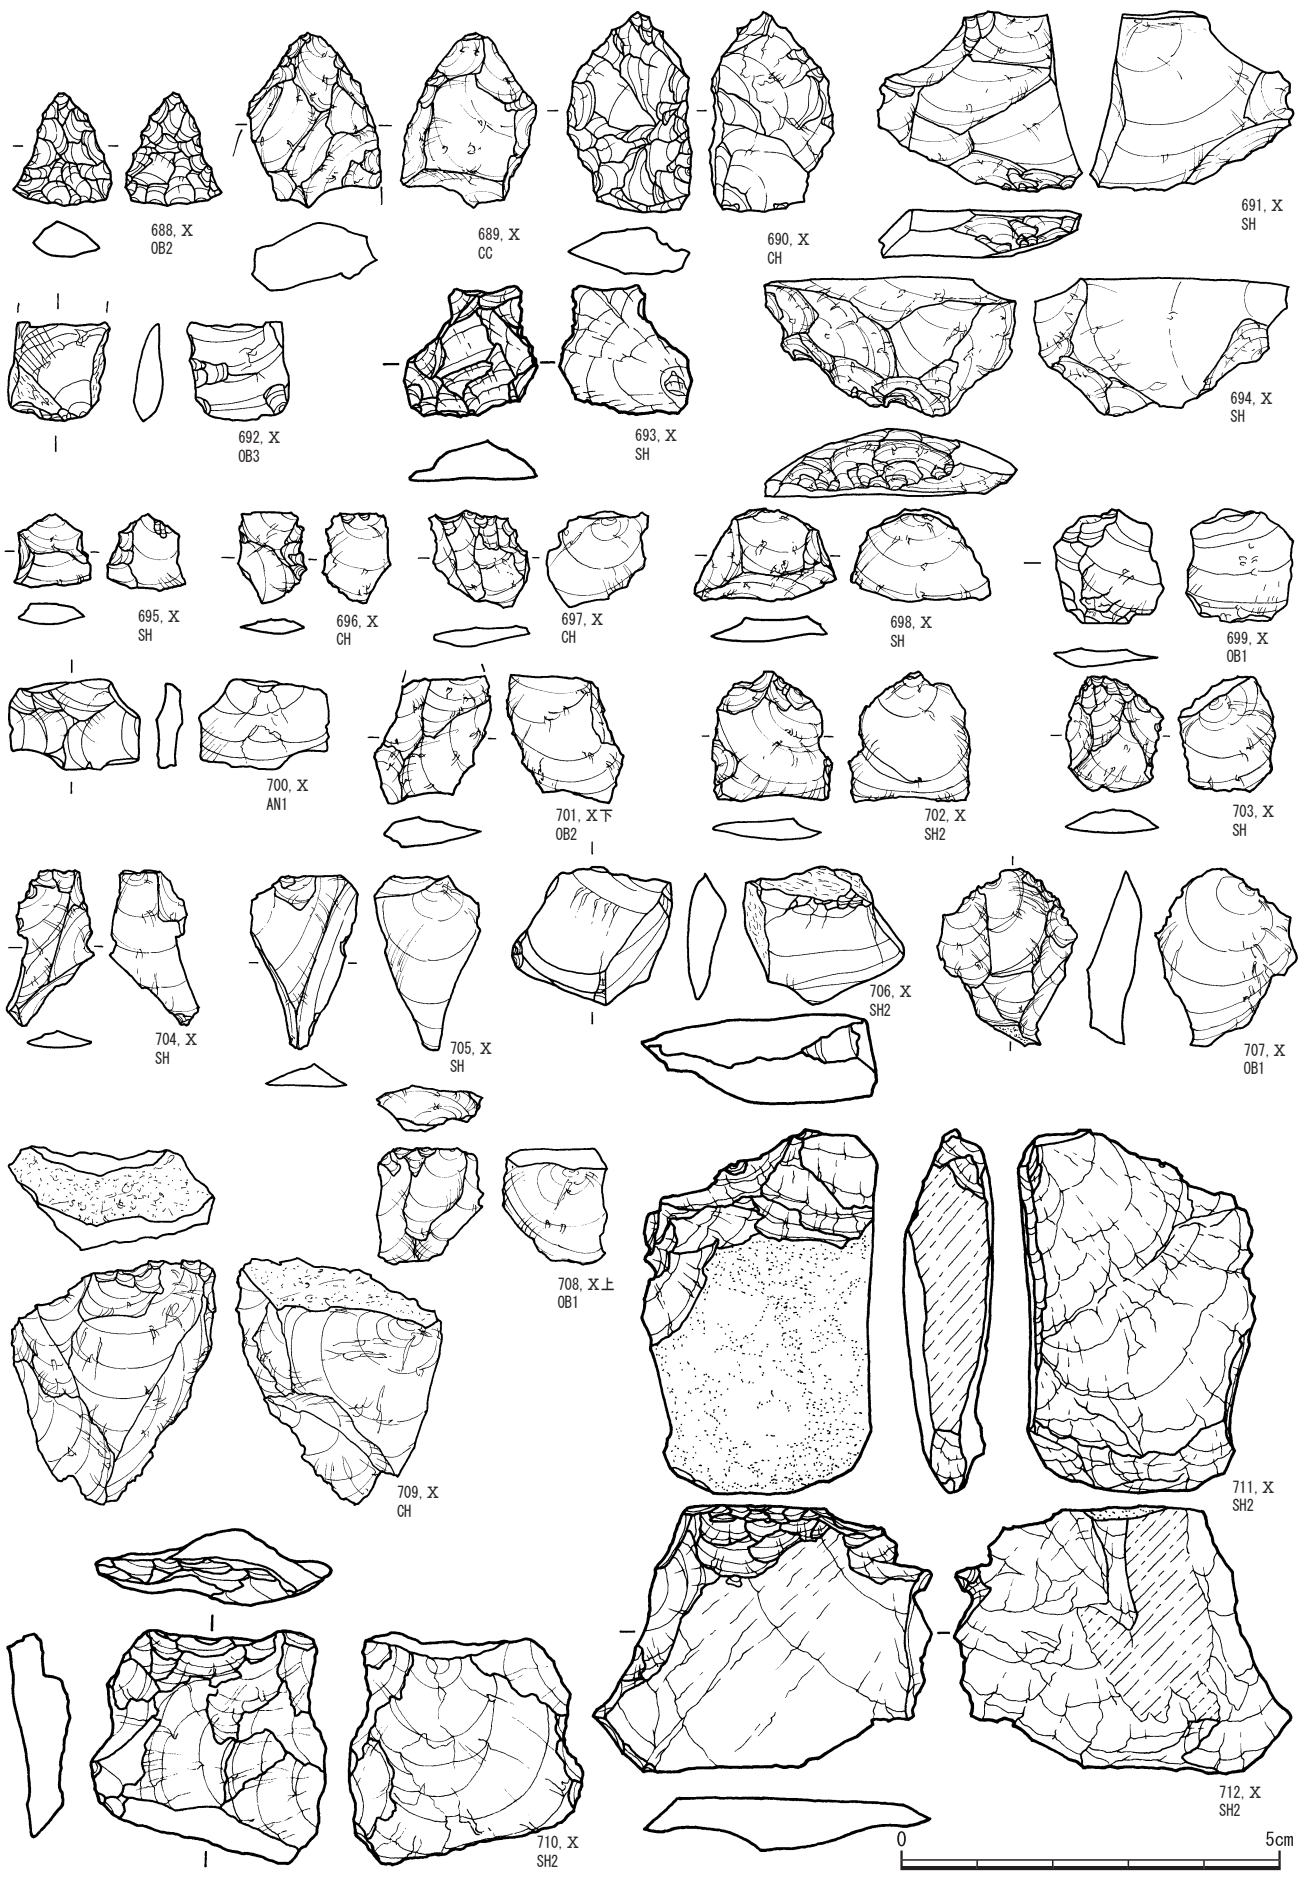 688, X
OB2
689, X
CC
690, X
CH
691, X
SH
692, X
OB3
693, X
SH
694, X
SH
695, X
SH
696, X
CH
697, X
CH
698, X
SH
699, X
OB1
700, X
AN1
701, X下
OB2
702, X
SH2
703, X
SH
704, X
SH
705, X
SH
706, X
SH2
707, X
OB1
708, X上
OB1
709, X
CH
711, X
SH2
710, X
SH2
712, X
SH2
0 5cm